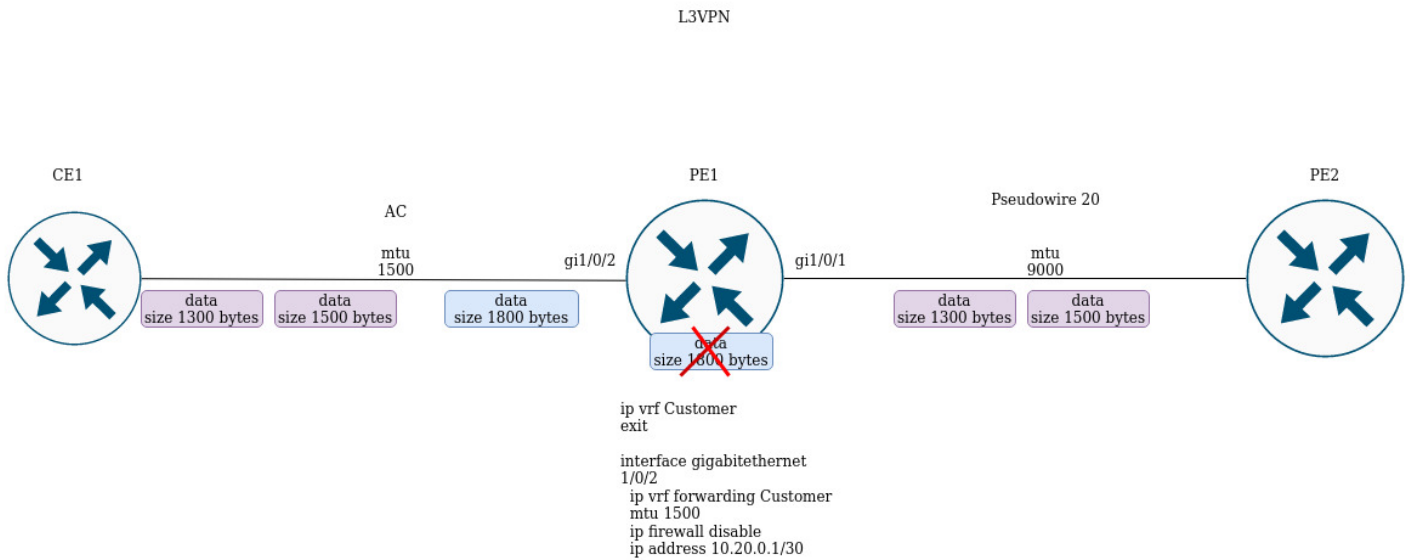 L3VPN
CE1
PE1
PE2
Pseudowire 20
AC
mtu
1500
gi1/0/2
gi1/0/1
mtu
9000
data
size 1300 bytes
data
size 1500 bytes
data
size 1800 bytes
data
size 1300 bytes
data
size 1500 bytes
data
size 1800 bytes
ip vrf Customer
exit
interface gigabitethernet
1/0/2
ip vrf forwarding Customer
mtu 1500
ip firewall disable
ip address 10.20.0.1/30